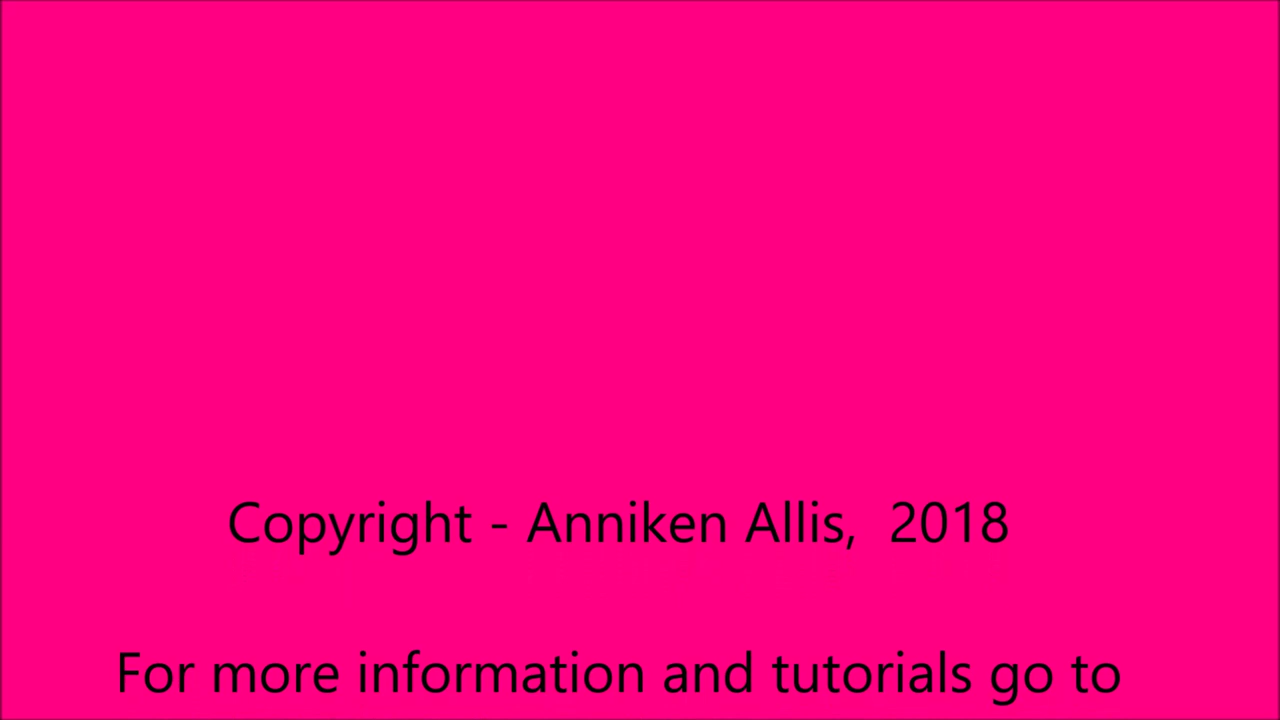 Copyright - Anniken Allis,  2018
For more information and tutorials go to